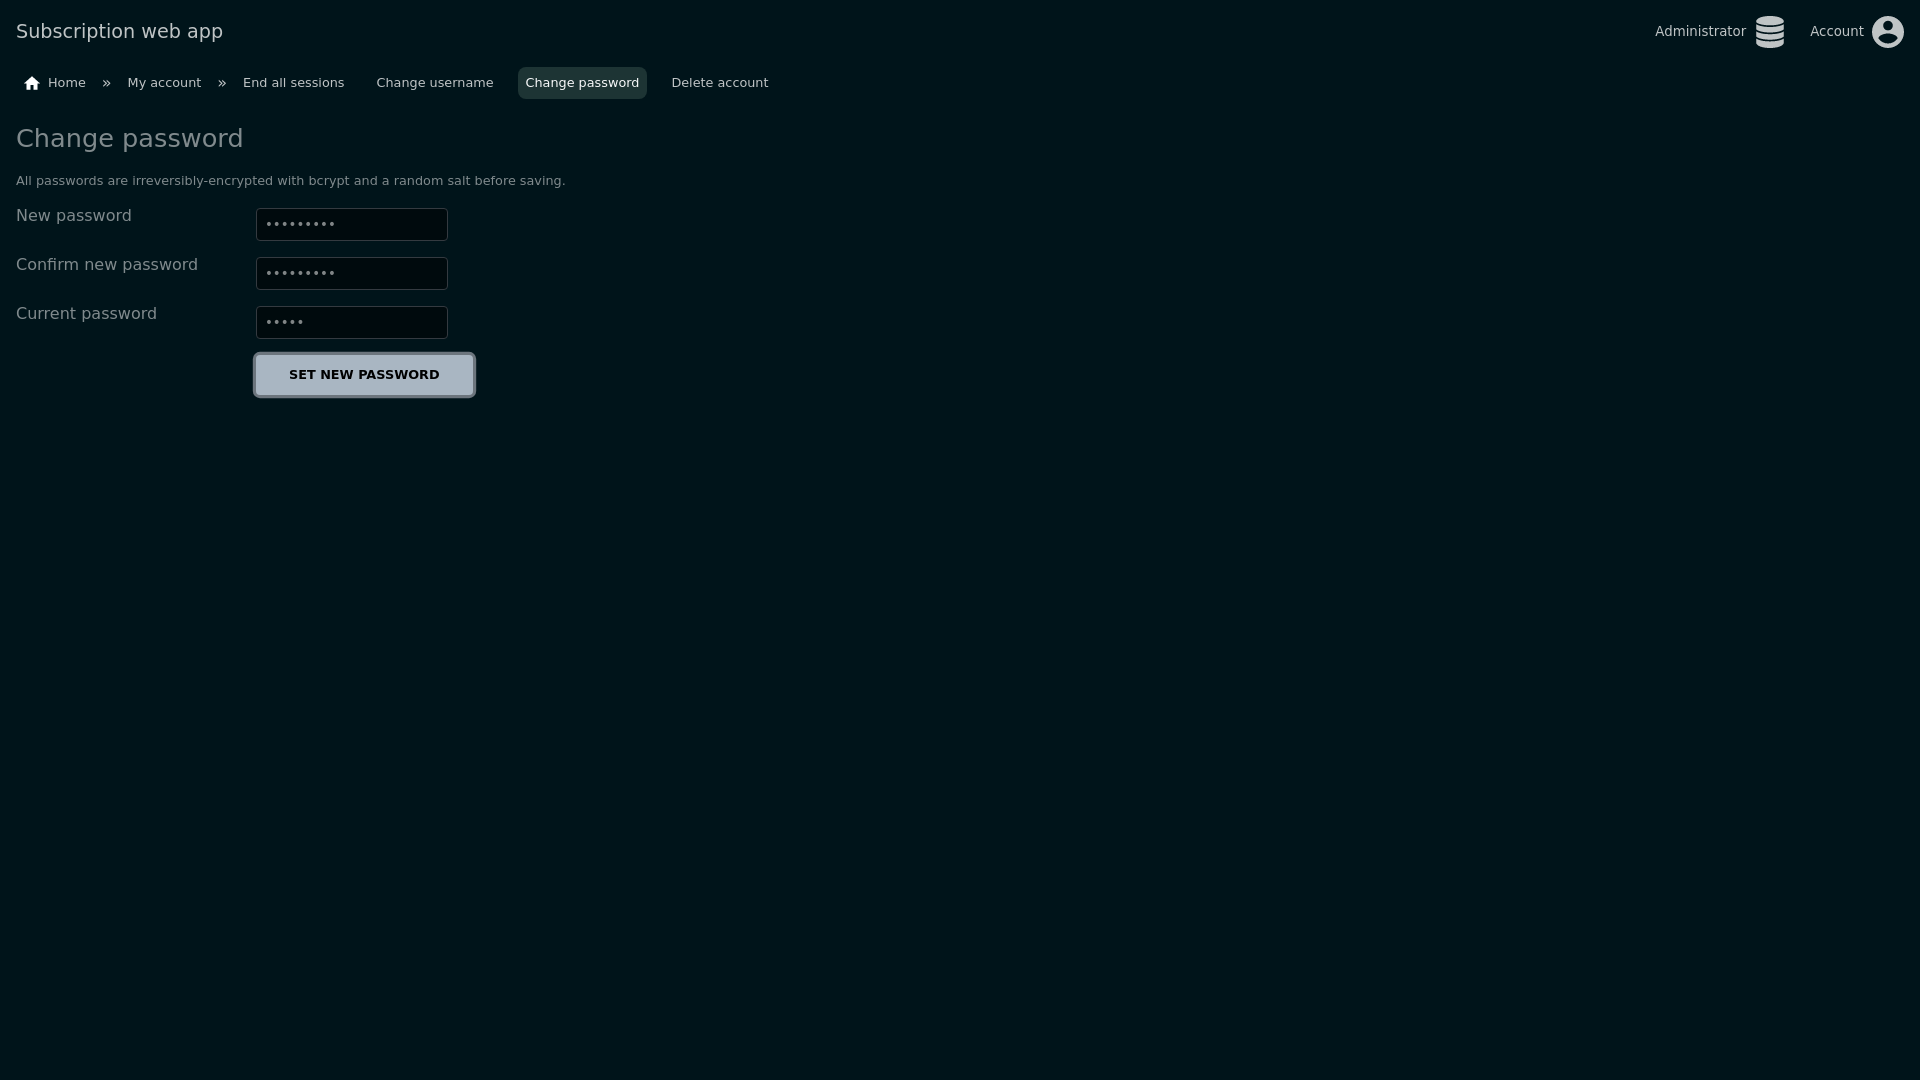 Subscription web app
Administrator
Account
Home » My account » End all sessions Change username Change password Delete account
Change password
All passwords are irreversibly-encrypted with bcrypt and a random salt before saving.
New password •••••••••
Confirm new password •••••••••
Current password •••••
SET NEW PASSWORD